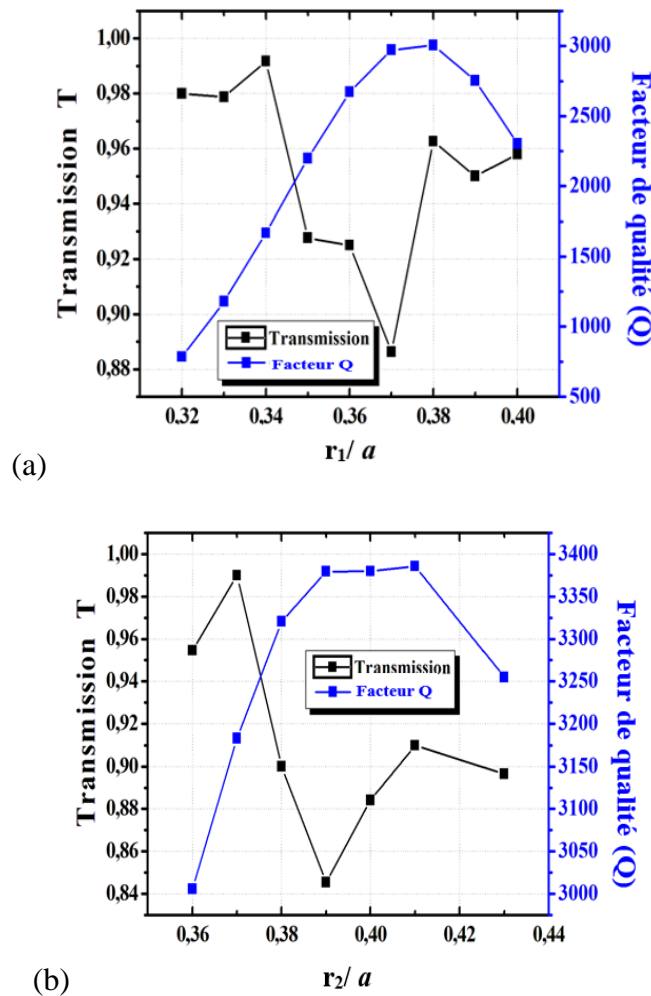 1,00
0,98
0,96
0,94
0,92
0,90
0,88
Transmission T
3000
2500
2000
1500
1000
500
Facteur de qualité (Q)
Transmission
Facteur Q
0,32 0,34 0,36 0,38 0,40
r₁/ a
(a)
1,00
0,98
0,96
0,94
0,92
0,90
0,88
0,86
0,84
Transmission T
3400
3350
3300
3250
3200
3150
3100
3050
3000
Facteur de qualité (Q)
Transmission
Facteur Q
0,36 0,38 0,40 0,42 0,44
r₂/ a
(b)